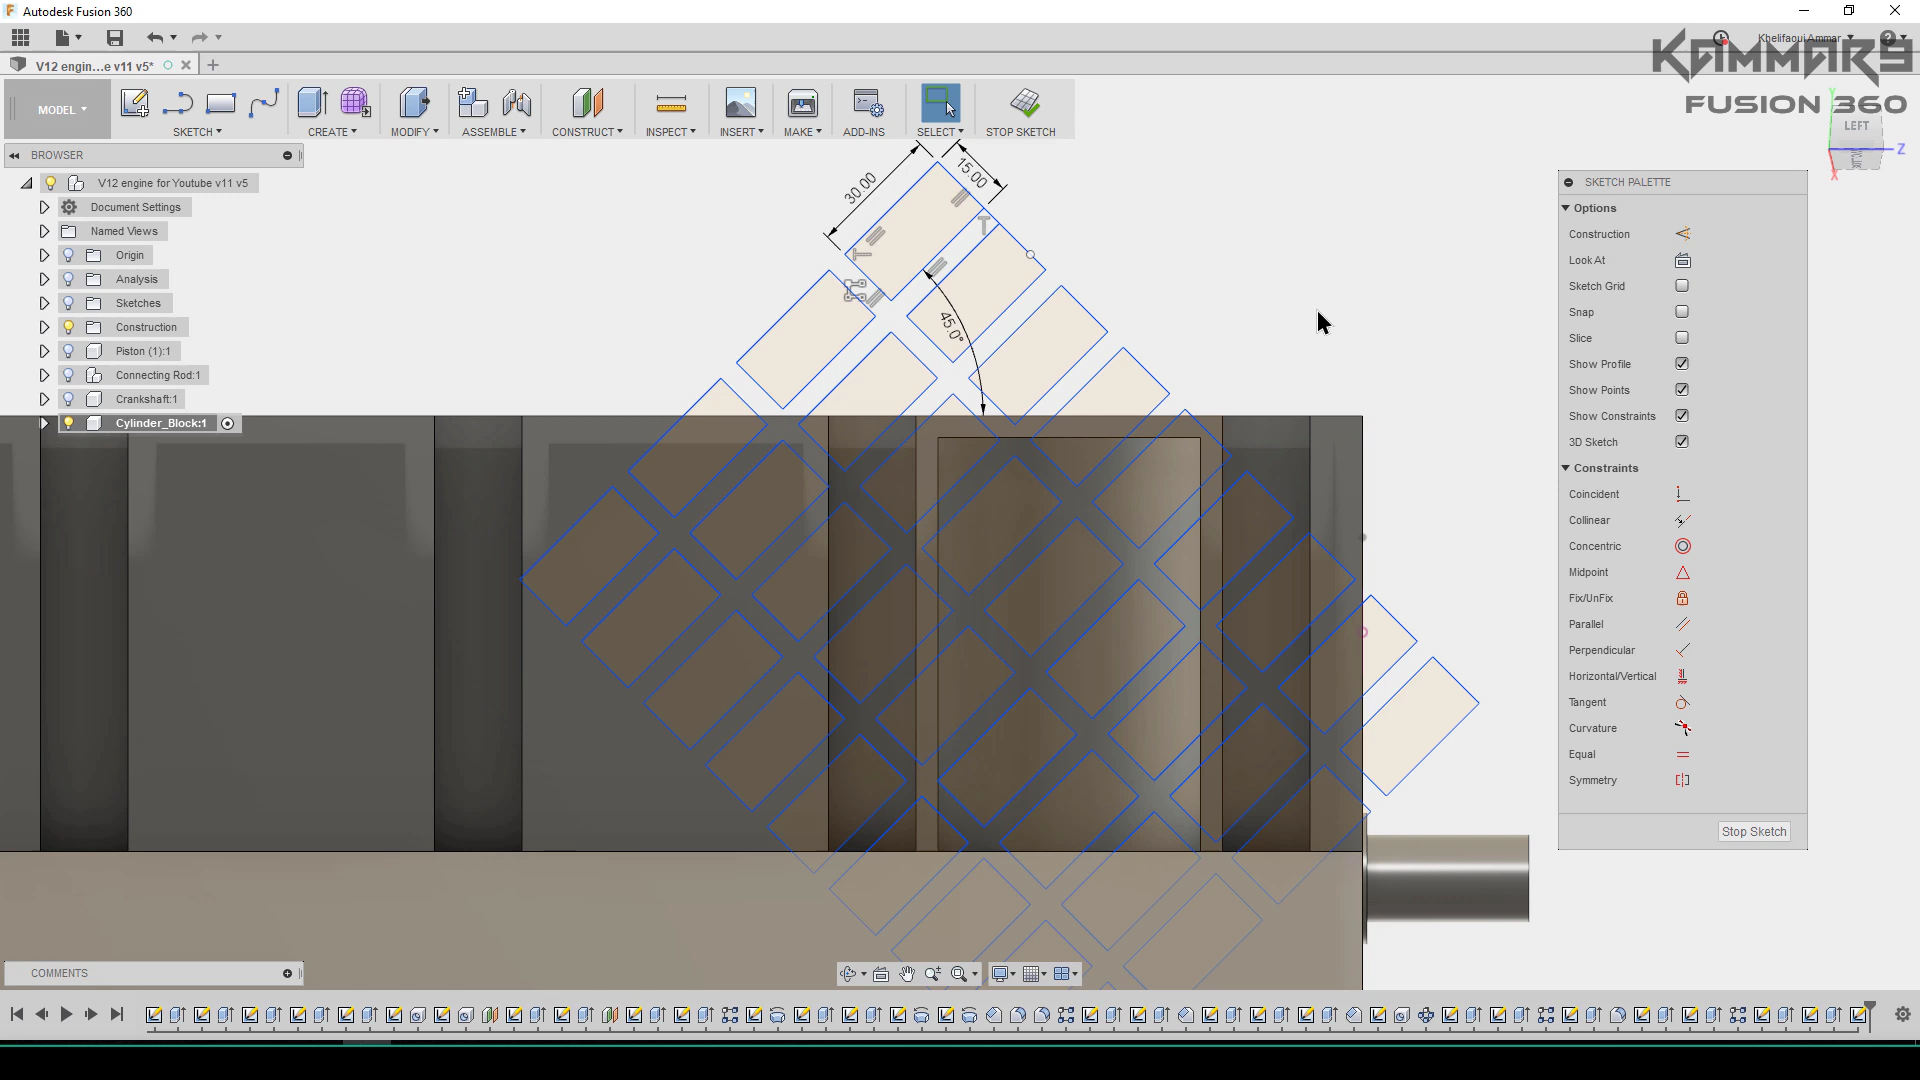 Autodesk Fusion 360
Khelifaoui Ammar
KAMMAR9
FUSION 360
V12 engin...e v11 v5*
MODEL
SKETCH
CREATE
MODIFY
ASSEMBLE
CONSTRUCT
INSPECT
INSERT
MAKE
ADD-INS
SELECT
STOP SKETCH
LEFT
Y
Z
X
BROWSER
V12 engine for Youtube v11 v5
Document Settings
Named Views
Origin
Analysis
Sketches
Construction
Piston (1):1
Connecting Rod:1
Crankshaft:1
Cylinder_Block:1
30.00
15.00
45.0°
SKETCH PALETTE
Options
Construction
Look At
Sketch Grid
Snap
Slice
Show Profile
Show Points
Show Constraints
3D Sketch
Constraints
Coincident
Collinear
Concentric
Midpoint
Fix/UnFix
Parallel
Perpendicular
Horizontal/Vertical
Tangent
Curvature
Equal
Symmetry
Stop Sketch
COMMENTS